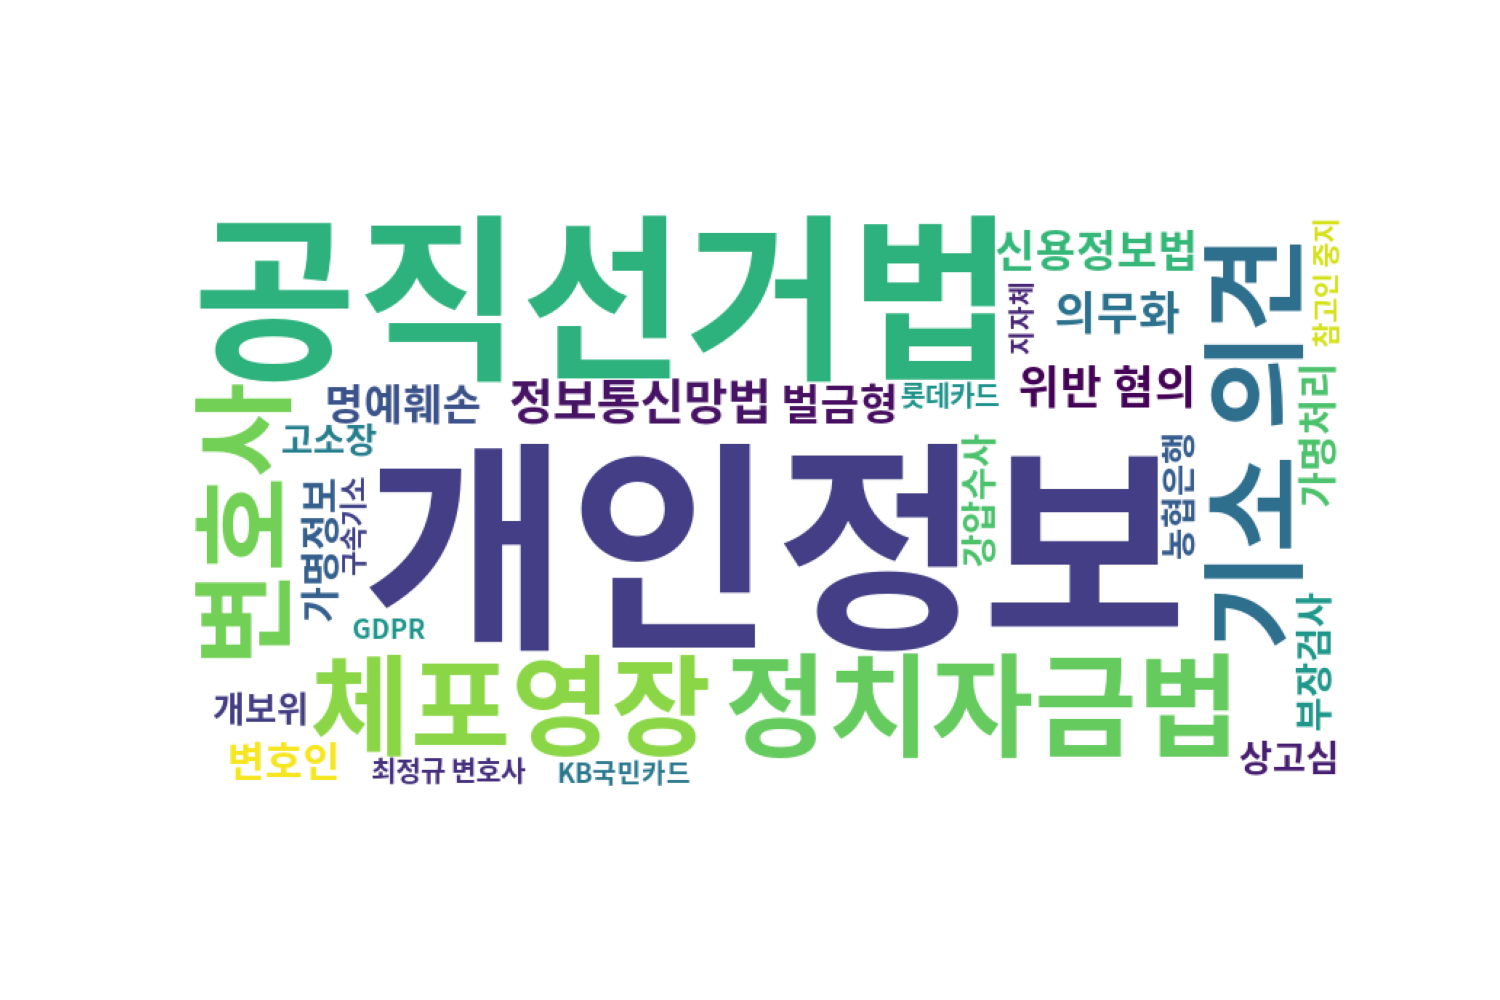 공직선거법
신용정보법
기소 의견
참고인 중지
지자체
의무화
변호사
명예훼손
정보통신망법
벌금형
롯데카드
위반 혐의
가명처리
고소장
개인정보
강압수사
농협은행
가명정보
구속기소
GDPR
부장검사
체포영장
정치자금법
개보위
변호인
최정규 변호사
KB국민카드
상고심